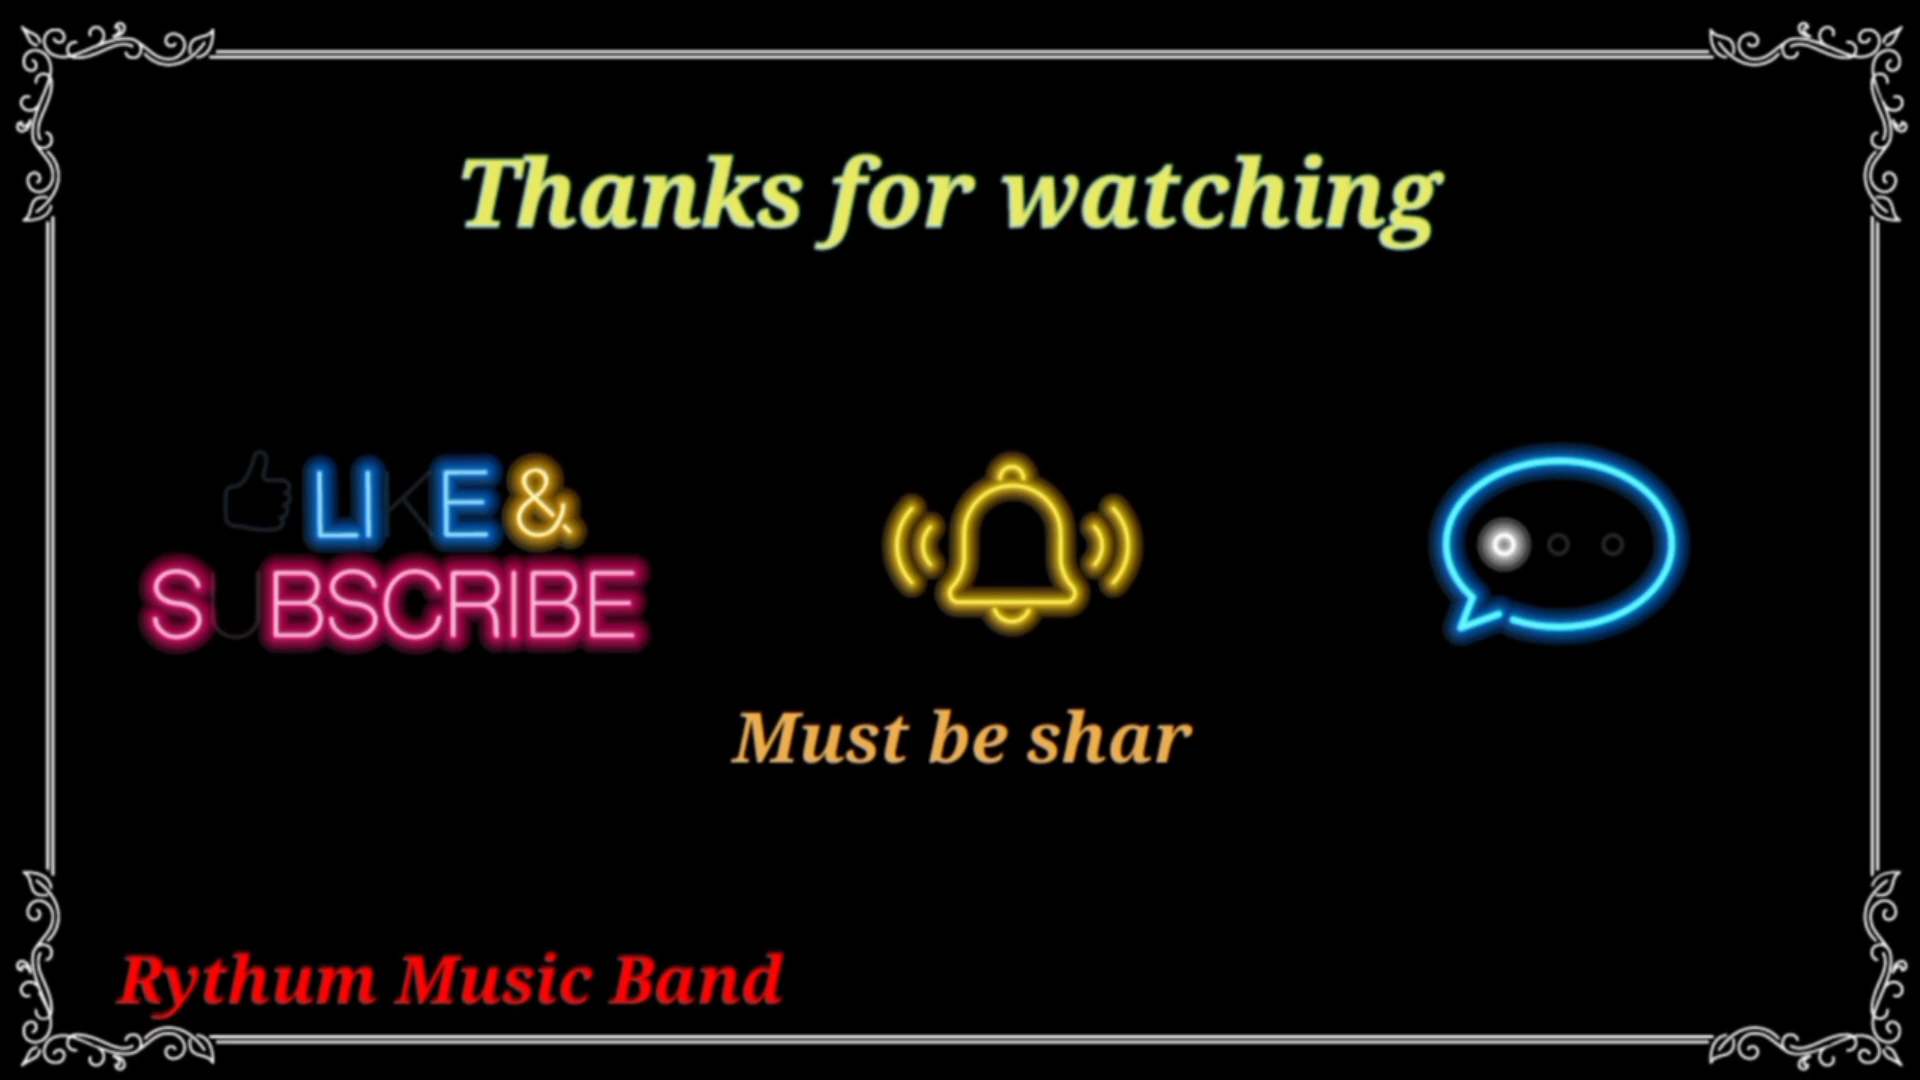 Thanks for watching
LIKE &
SUBSCRIBE
Must be shar
Rythum Music Band